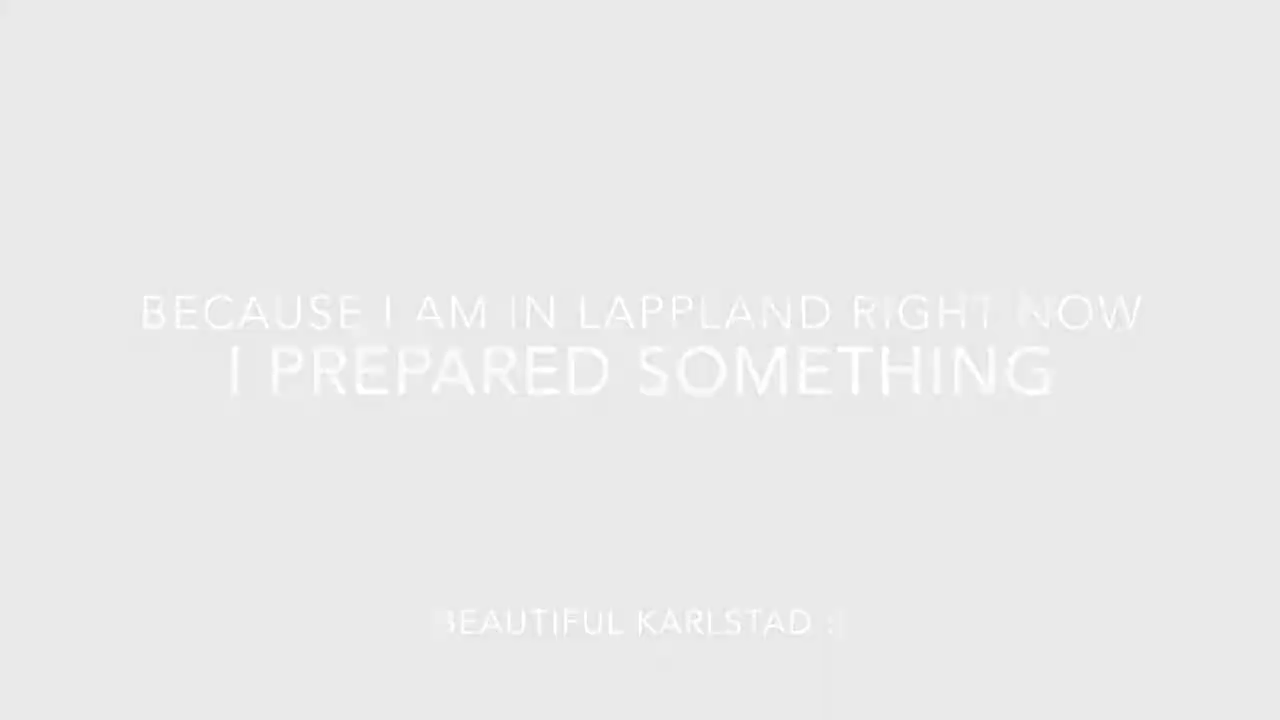 BECAUSE I AM IN LAPPLAND RIGHT NOW
I PREPARED SOMETHING
BEAUTIFUL KARLSTAD :